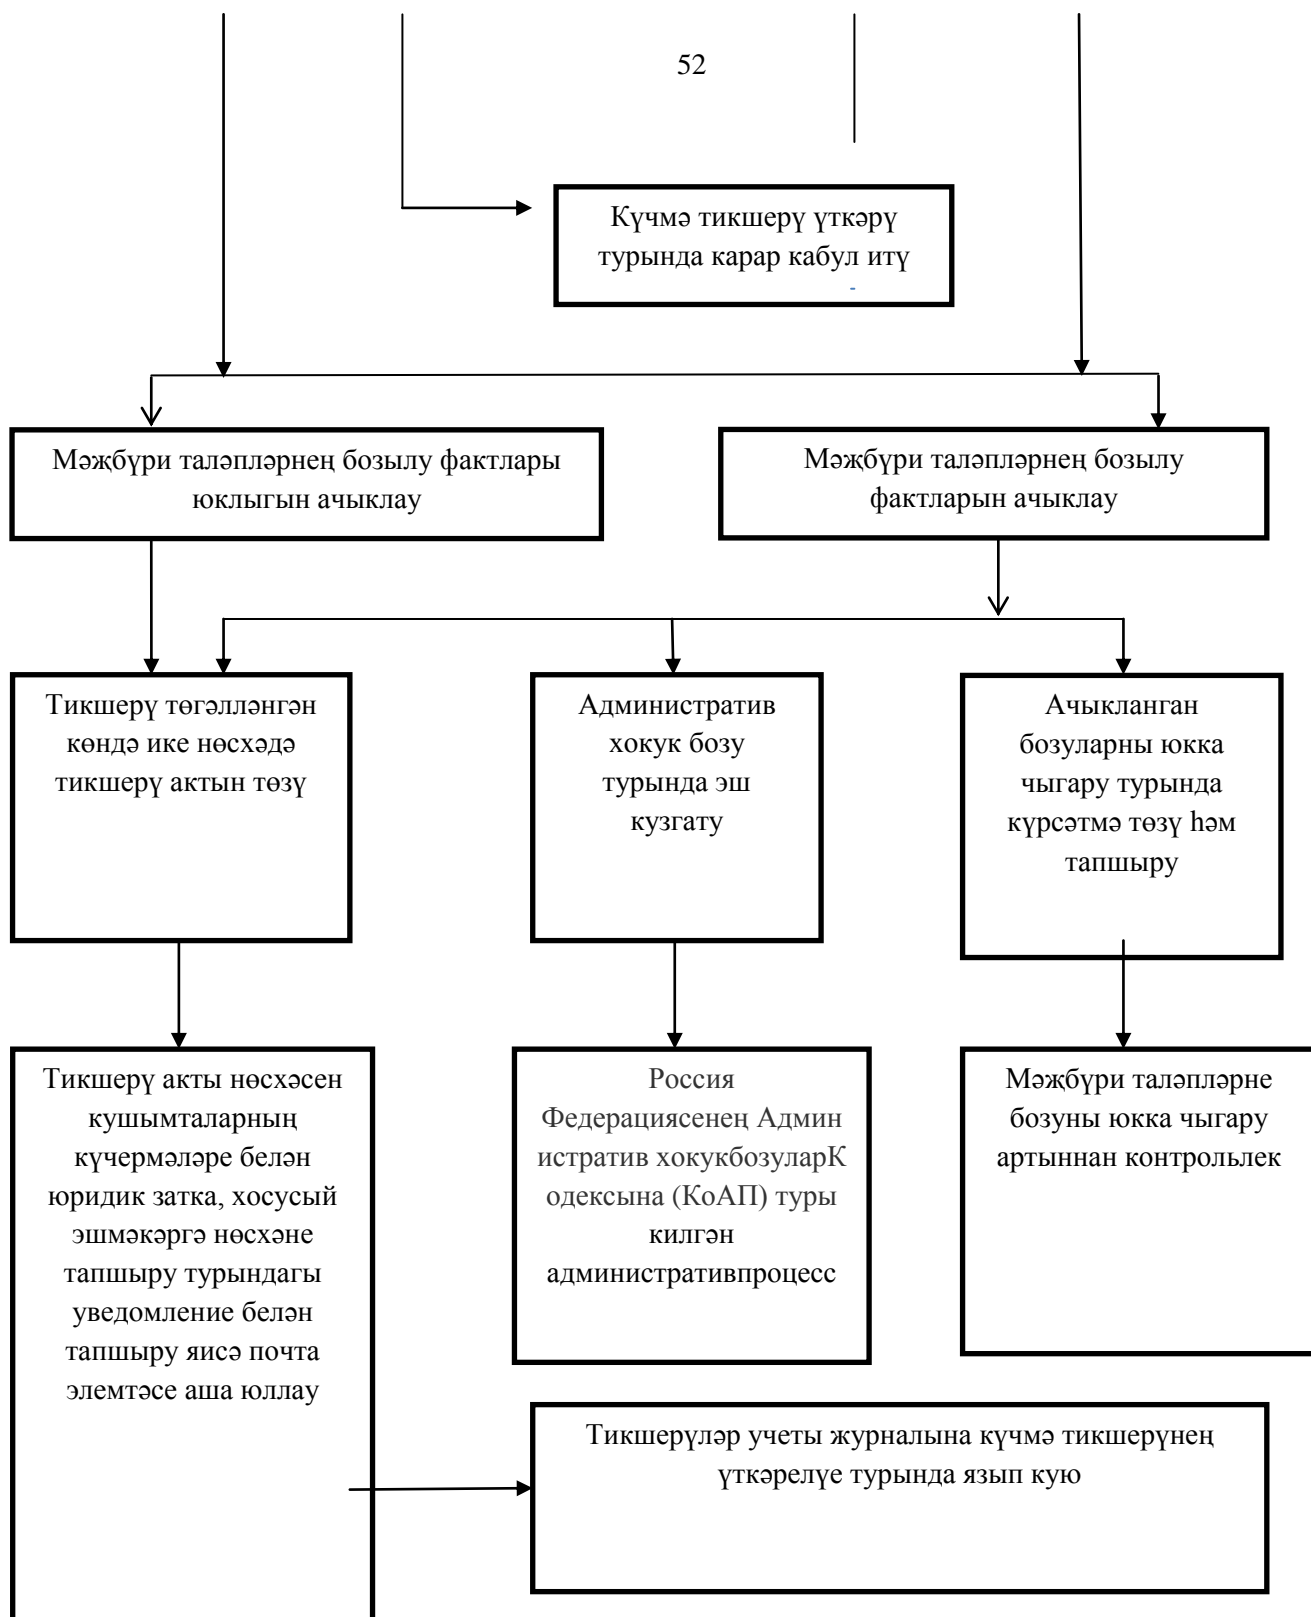 52
Күчмә тикшерү үткәрү
турында карар кабул итү
Мәҗбүри таләпләрнең бозылу фактлары
юклыгын ачыклау
Мәҗбүри таләпләрнең бозылу
фактларын ачыклау
Тикшерү төгәлләнгән
көндә ике нөсхәдә
тикшерү актын төзү
Административ
хокук бозу
турында эш
кузгату
Ачыкланган
бозуларны юкка
чыгару турында
күрсәтмә төзү һәм
тапшыру
Тикшерү акты нөсхәсен
кушымталарның
күчермәләре белән
юридик затка, хосусый
эшмәкәргә нөсхәне
тапшыру турындагы
уведомление белән
тапшыру яисә почта
элемтәсе аша юллау
Россия
Федерациясенең Админ
истратив хокукбозуларК
одексына (КоАП) туры
килгән
административпроцесс
Мәҗбүри таләпләрне
бозуны юкка чыгару
артыннан контрольлек
Тикшерүләр учеты журналына күчмә тикшерүнең
үткәрелүе турында язып кую